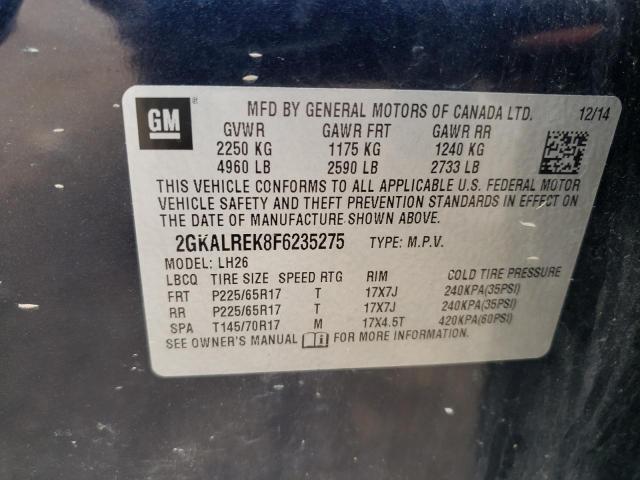 GM ®
MFD BY GENERAL MOTORS OF CANADA LTD. 12/14
GVWR GAWR FRT GAWR RR
2250 KG 1175 KG 1240 KG
4960 LB 2590 LB 2733 LB
THIS VEHICLE CONFORMS TO ALL APPLICABLE U.S. FEDERAL MOTOR
VEHICLE SAFETY AND THEFT PREVENTION STANDARDS IN EFFECT ON
THE DATE OF MANUFACTURE SHOWN ABOVE.
2GKALREK8F6235275 TYPE: M.P.V.
MODEL: LH26
LBCQ TIRE SIZE SPEED RTG RIM COLD TIRE PRESSURE
FRT P225/65R17 T 17X7J 240KPA(35PSI)
RR P225/65R17 T 17X7J 240KPA(35PSI)
SPA T145/70R17 M 17X4.5T 420KPA(60PSI)
SEE OWNER'S MANUAL FOR MORE INFORMATION.